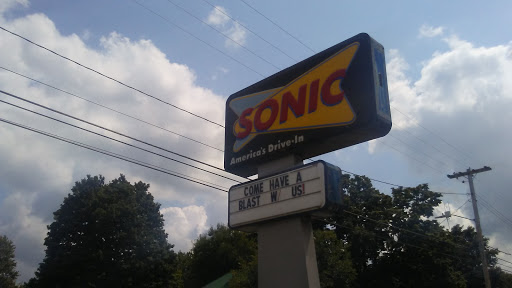 SONIC
America's Drive-In
COME HAVE A
BLAST W/ US!